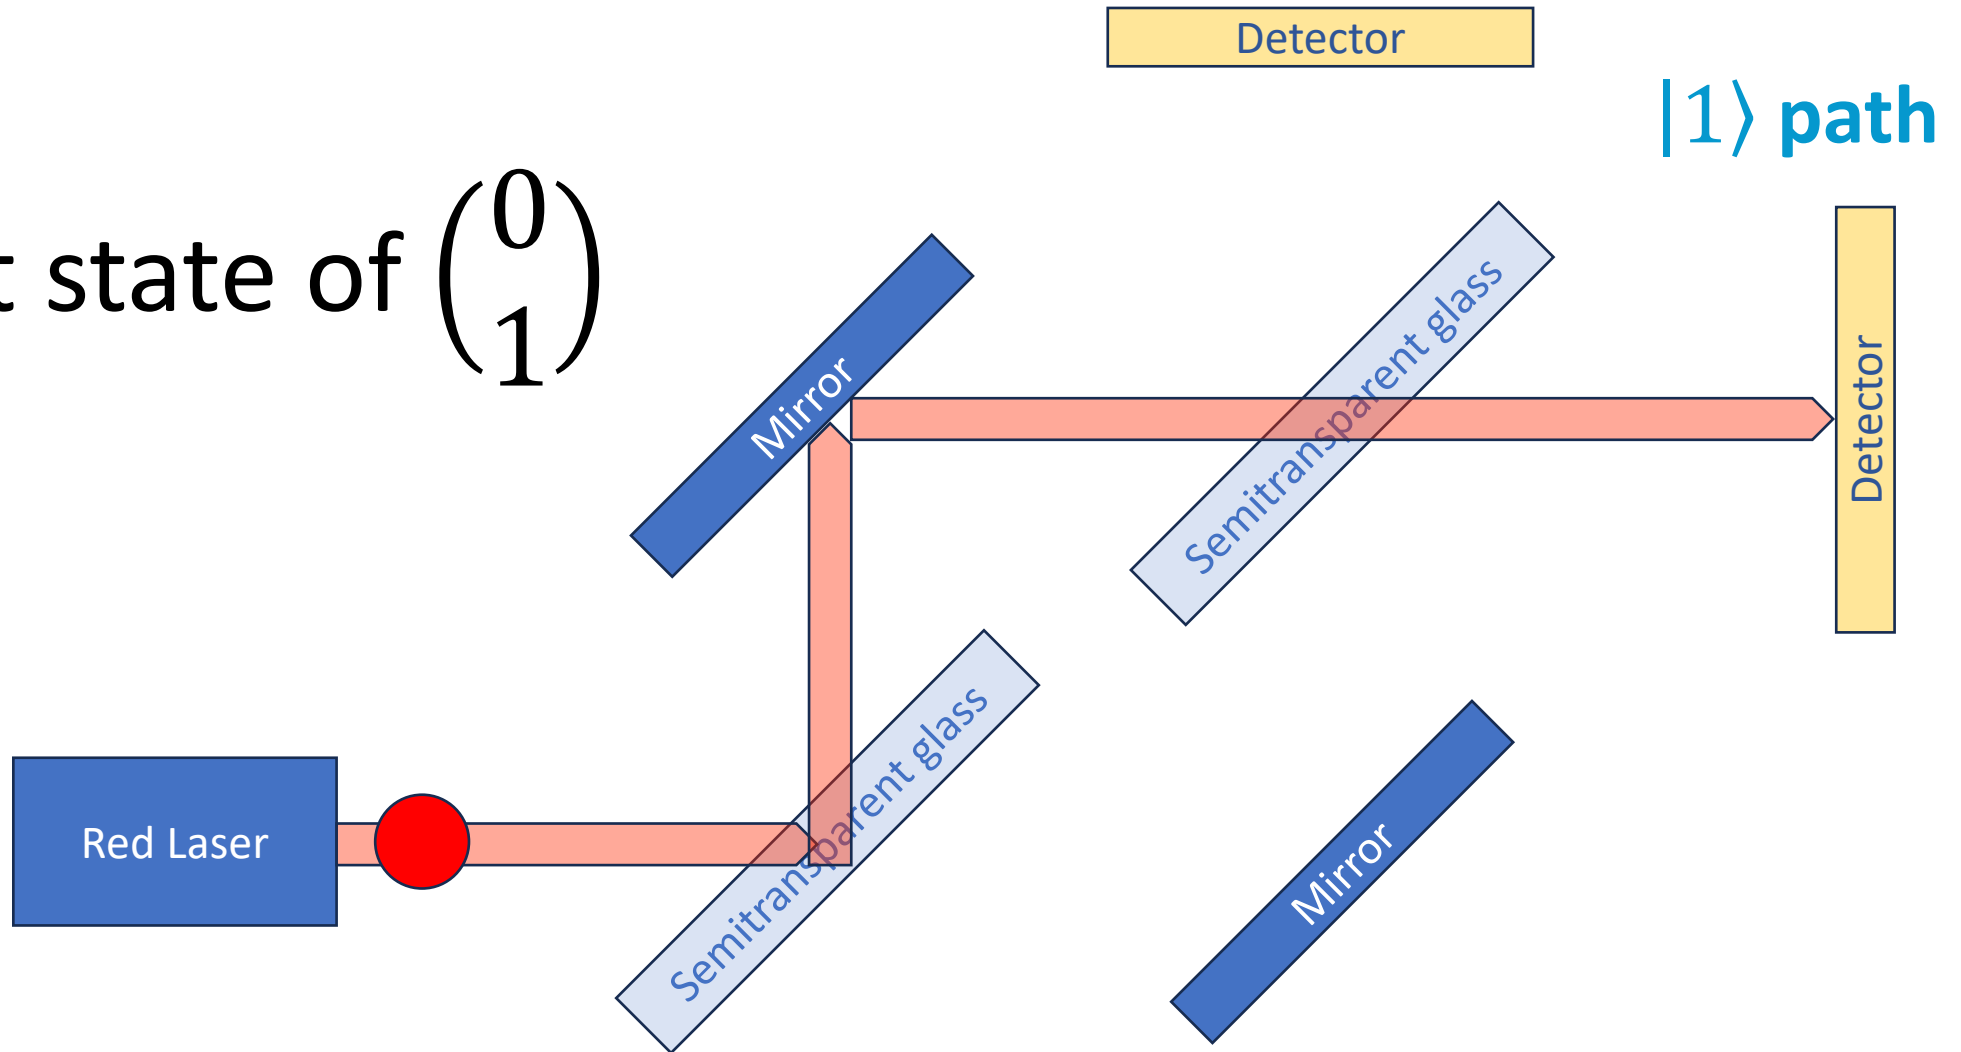 Detector
|1⟩ path
t state of (0
1)
Mirror
Semitransparent glass
Detector
Semitransparent glass
Red Laser
Mirror